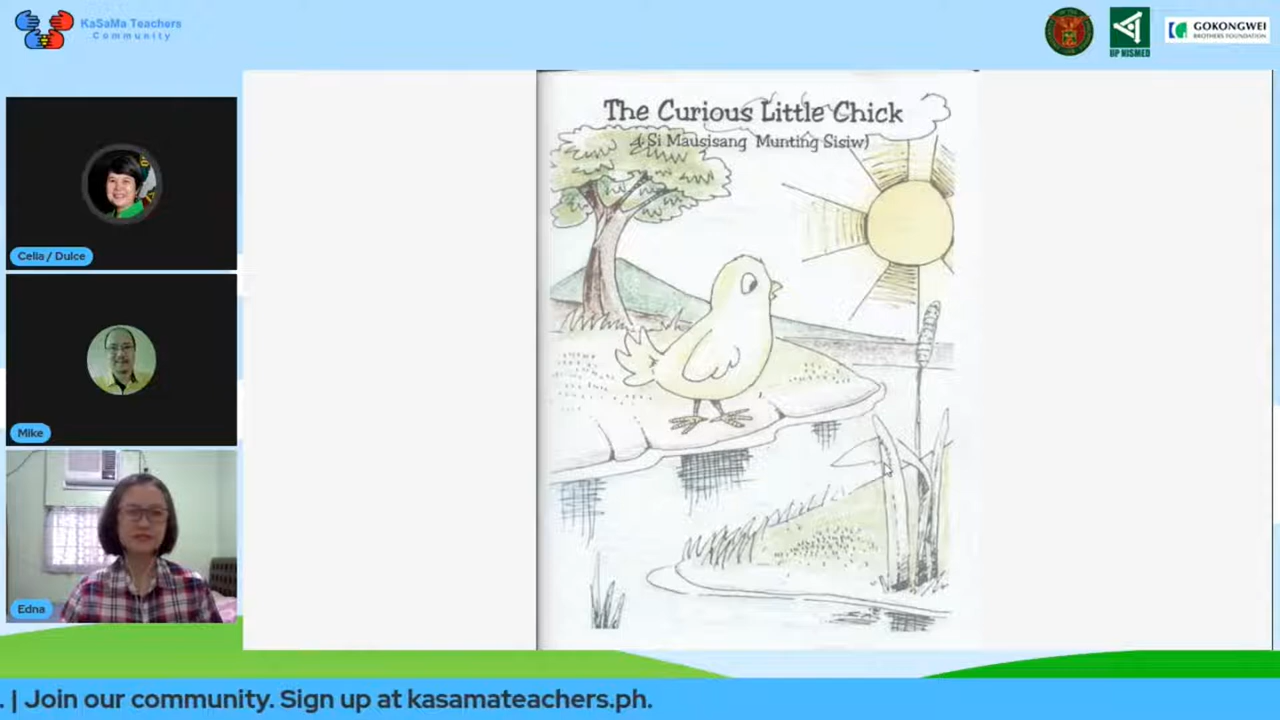 KaSaMa Teachers
Community
UP NISMED
GOKONGWEI
BROTHERS FOUNDATION
The Curious Little Chick
( Si Mausisang Munting Sisiw)
Celia / Dulce
Mike
Edna
. | Join our community. Sign up at kasamateachers.ph.